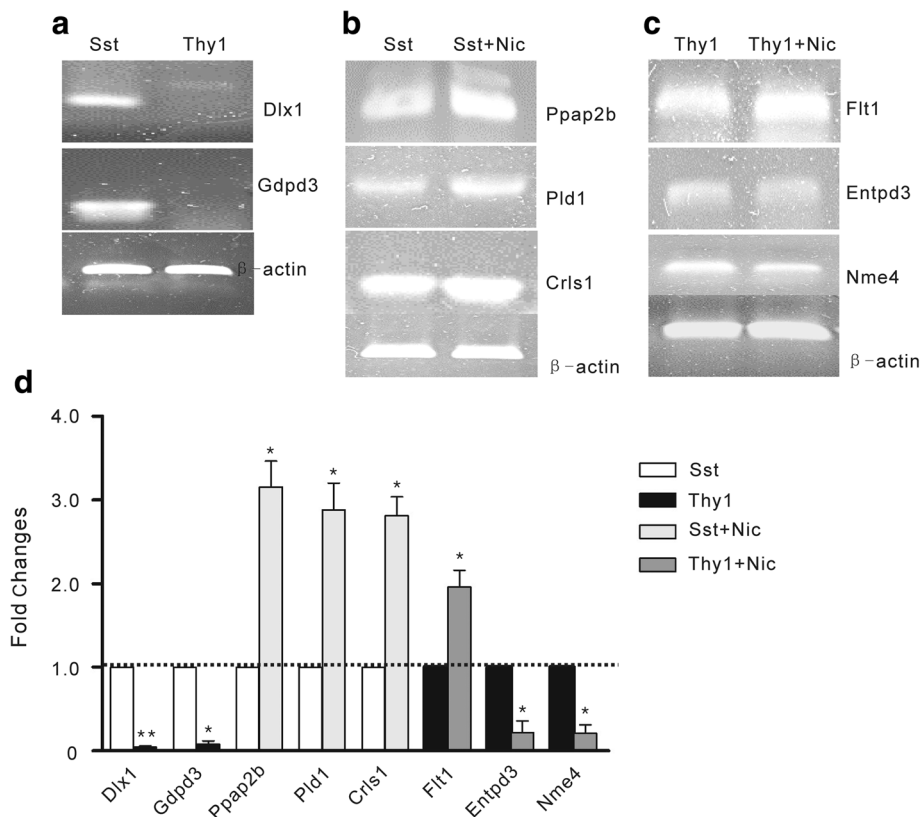 a
Sst Thy1
Dlx1
Gdpd3
β-actin
b
Sst Sst+Nic
Ppap2b
Pld1
Crls1
β-actin
c
Thy1 Thy1+Nic
Flt1
Entpd3
Nme4
β-actin
d
Fold Changes
4.0
3.0
2.0
1.0
0
**
*
*
*
*
*
*
*
Dlx1
Gdpd3
Ppap2b
Pld1
Crls1
Flt1
Entpd3
Nme4
Sst
Thy1
Sst+Nic
Thy1+Nic